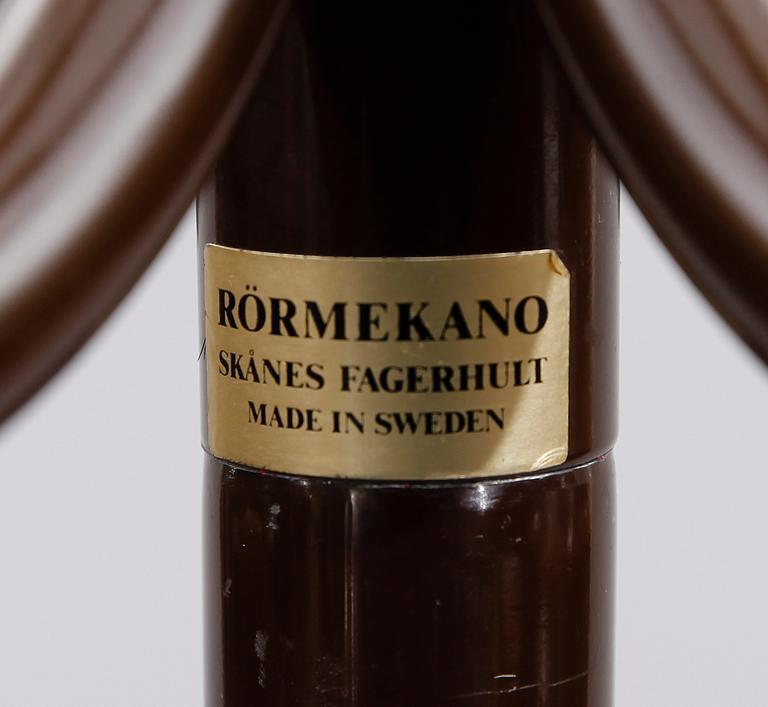 RÖRMEKANO
SKÅNES FAGERHULT
MADE IN SWEDEN